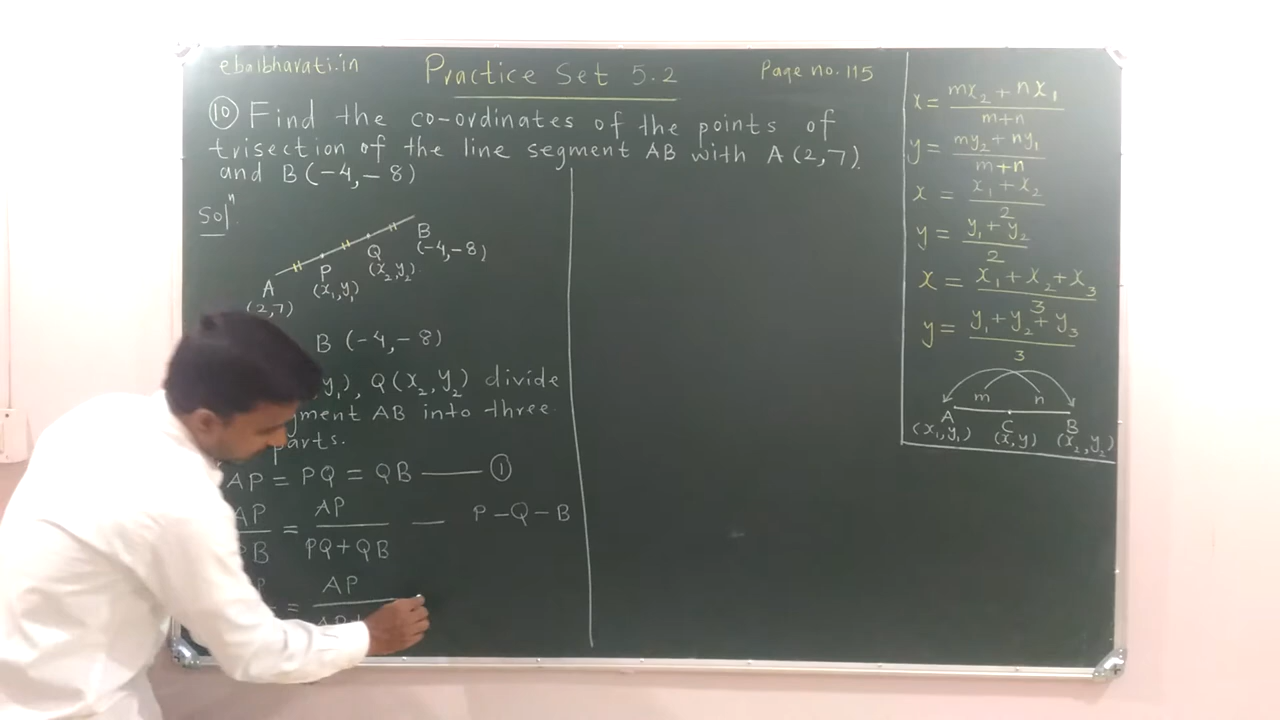 ebalbharati.in Practice Set 5.2 Page no. 115
⑩ Find the co-ordinates of the points of
trisection of the line segment AB with A(2,7)
and B(-4,-8)
Solⁿ.
B
(-4,-8)
Q
(x₂,y₂)
P
(x₁,y₁)
A
(2,7)
B (-4,-8)
y₁), Q(x₂,y₂) divide
AB into three
parts.
AP = PQ = QB —— ①
AP/B = AP/(PQ+QB) — P-Q-B
= AP/
x = (mx₂ + nx₁)/(m+n)
y = (my₂ + ny₁)/(m+n)
x = (x₁ + x₂)/2
y = (y₁ + y₂)/2
x = (x₁ + x₂ + x₃)/3
y = (y₁ + y₂ + y₃)/3
m n
A C B
(x₁,y₁) (x,y) (x₂,y₂)